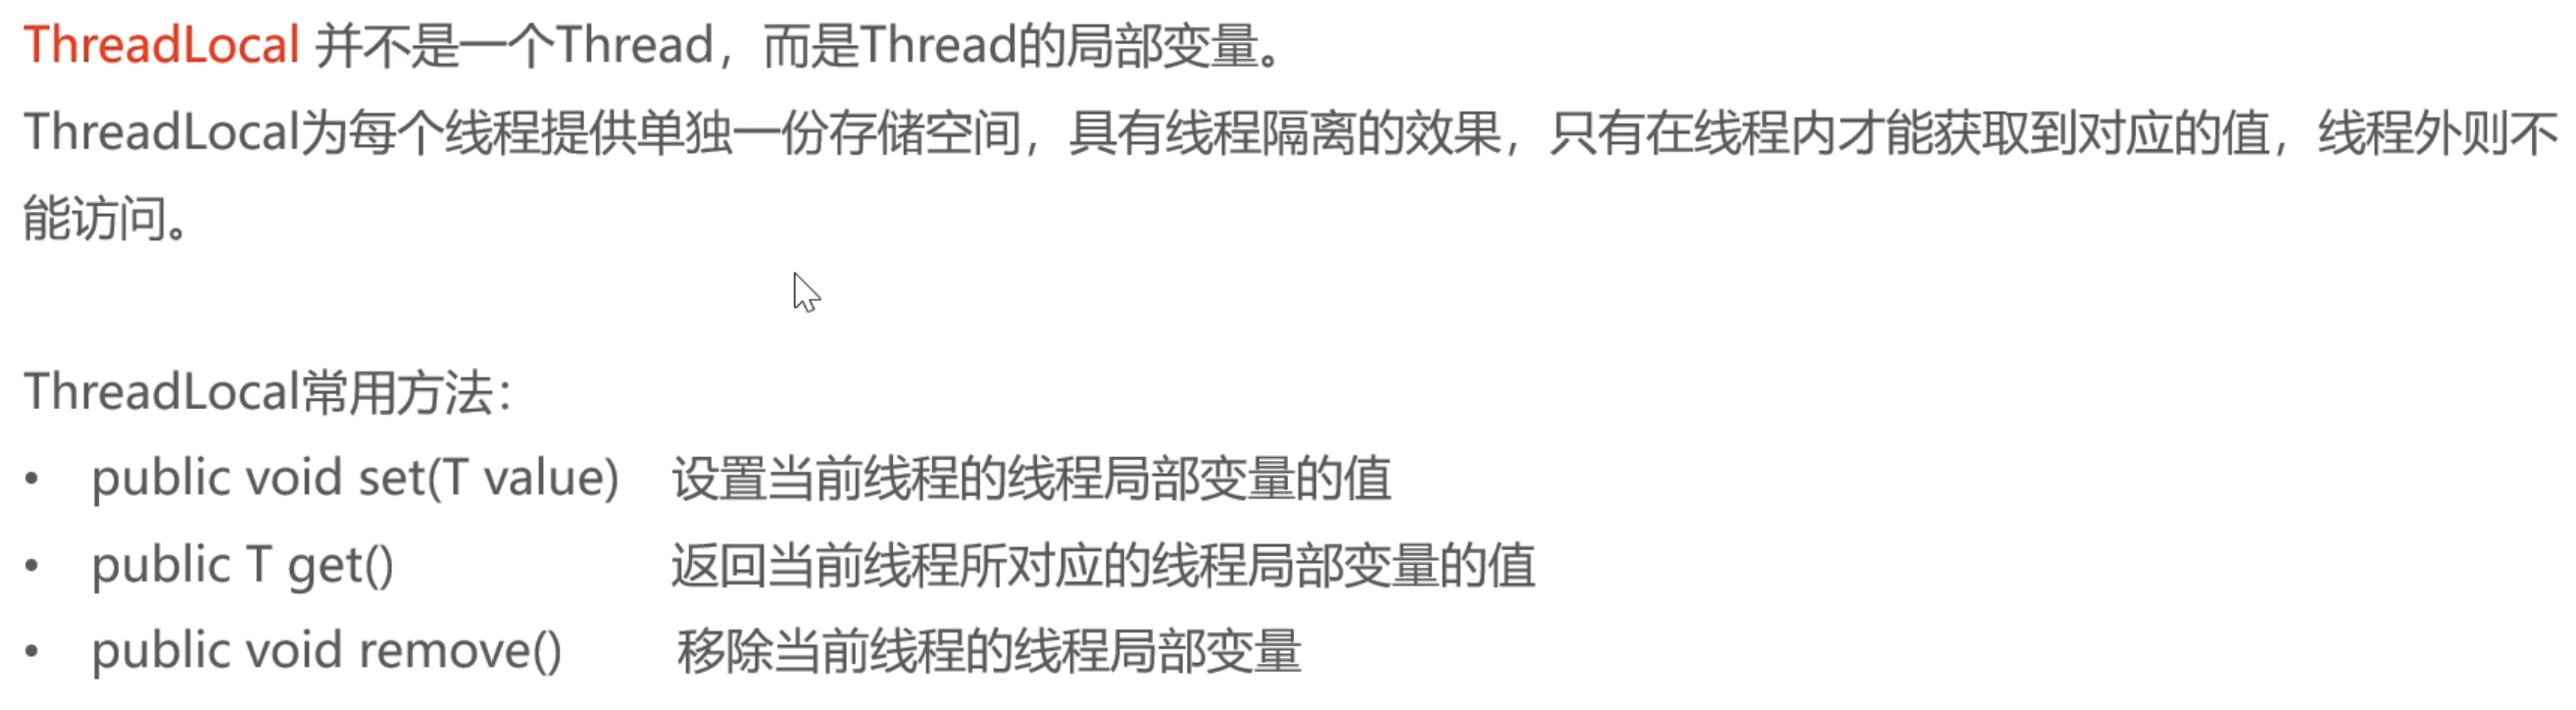 ThreadLocal 并不是一个Thread，而是Thread的局部变量。
ThreadLocal为每个线程提供单独一份存储空间，具有线程隔离的效果，只有在线程内才能获取到对应的值，线程外则不
能访问。
ThreadLocal常用方法：
• public void set(T value) 设置当前线程的线程局部变量的值
• public T get() 返回当前线程所对应的线程局部变量的值
• public void remove() 移除当前线程的线程局部变量